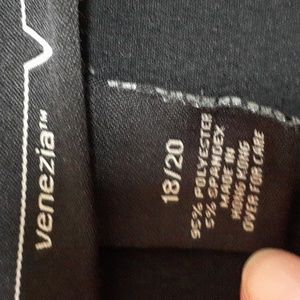 Venezia™
18/20
95% POLYESTER
5% SPANDEX
MADE IN
HONG KONG
OVER FOR CARE